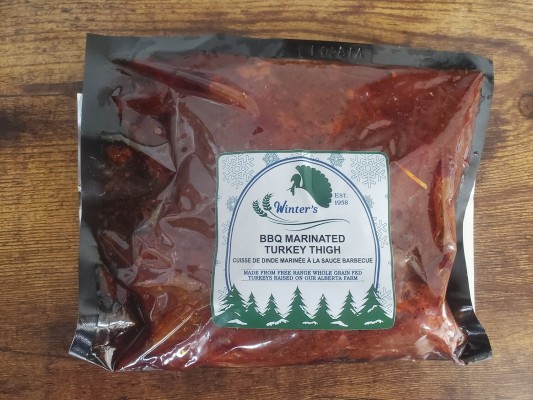 Est.
1958
Winter's
BBQ MARINATED
TURKEY THIGH
CUISSE DE DINDE MARINÉE À LA SAUCE BARBECUE
MADE FROM FREE RANGE WHOLE GRAIN FED
TURKEYS RAISED ON OUR ALBERTA FARM